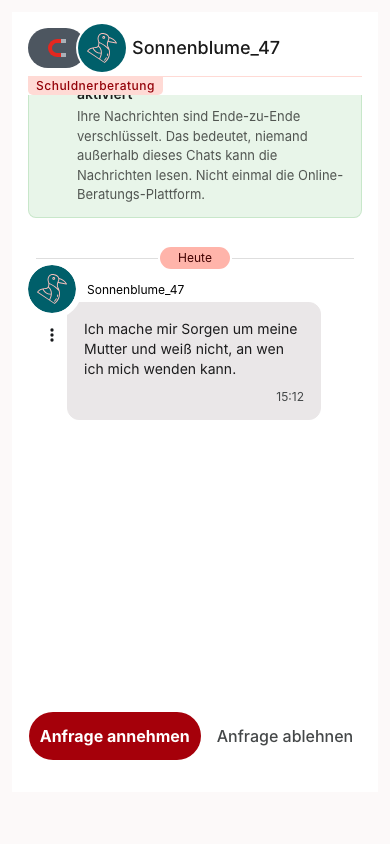 Sonnenblume_47
Schuldnerberatung
aktiviert
Ihre Nachrichten sind Ende-zu-Ende
verschlüsselt. Das bedeutet, niemand
außerhalb dieses Chats kann die
Nachrichten lesen. Nicht einmal die Online-
Beratungs-Plattform.
Heute
Sonnenblume_47
Ich mache mir Sorgen um meine
Mutter und weiß nicht, an wen
ich mich wenden kann.
15:12
Anfrage annehmen
Anfrage ablehnen